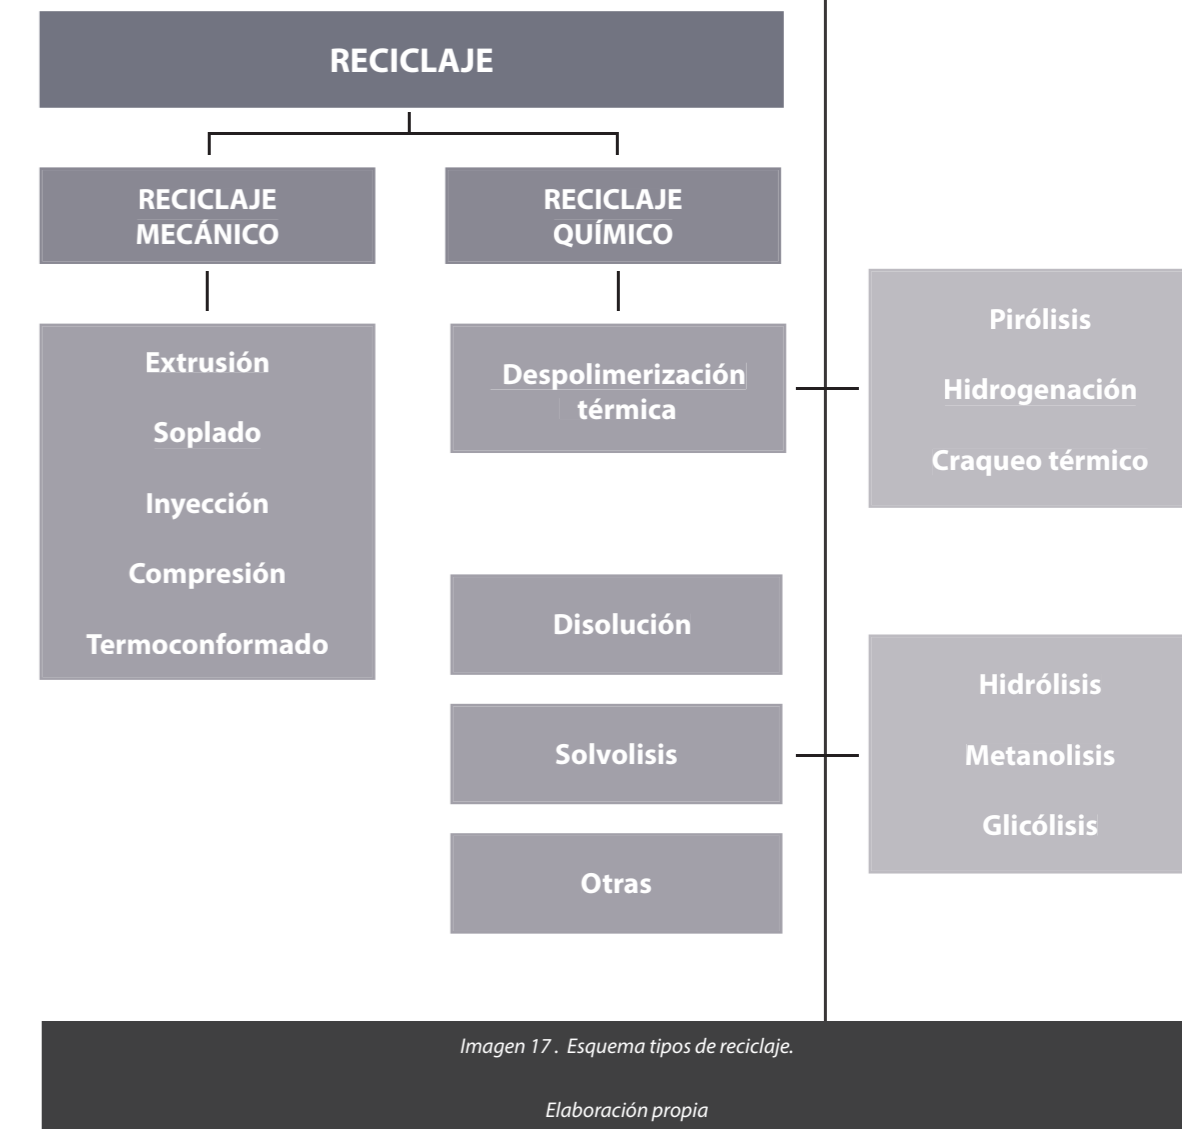 RECICLAJE
RECICLAJE
MECÁNICO
RECICLAJE
QUÍMICO
Extrusión
Soplado
Inyección
Compresión
Termoconformado
Despolimerización
térmica
Pirólisis
Hidrogenación
Craqueo térmico
Disolución
Solvolisis
Otras
Hidrólisis
Metanolisis
Glicólisis
Imagen 17 . Esquema tipos de reciclaje.
Elaboración propia